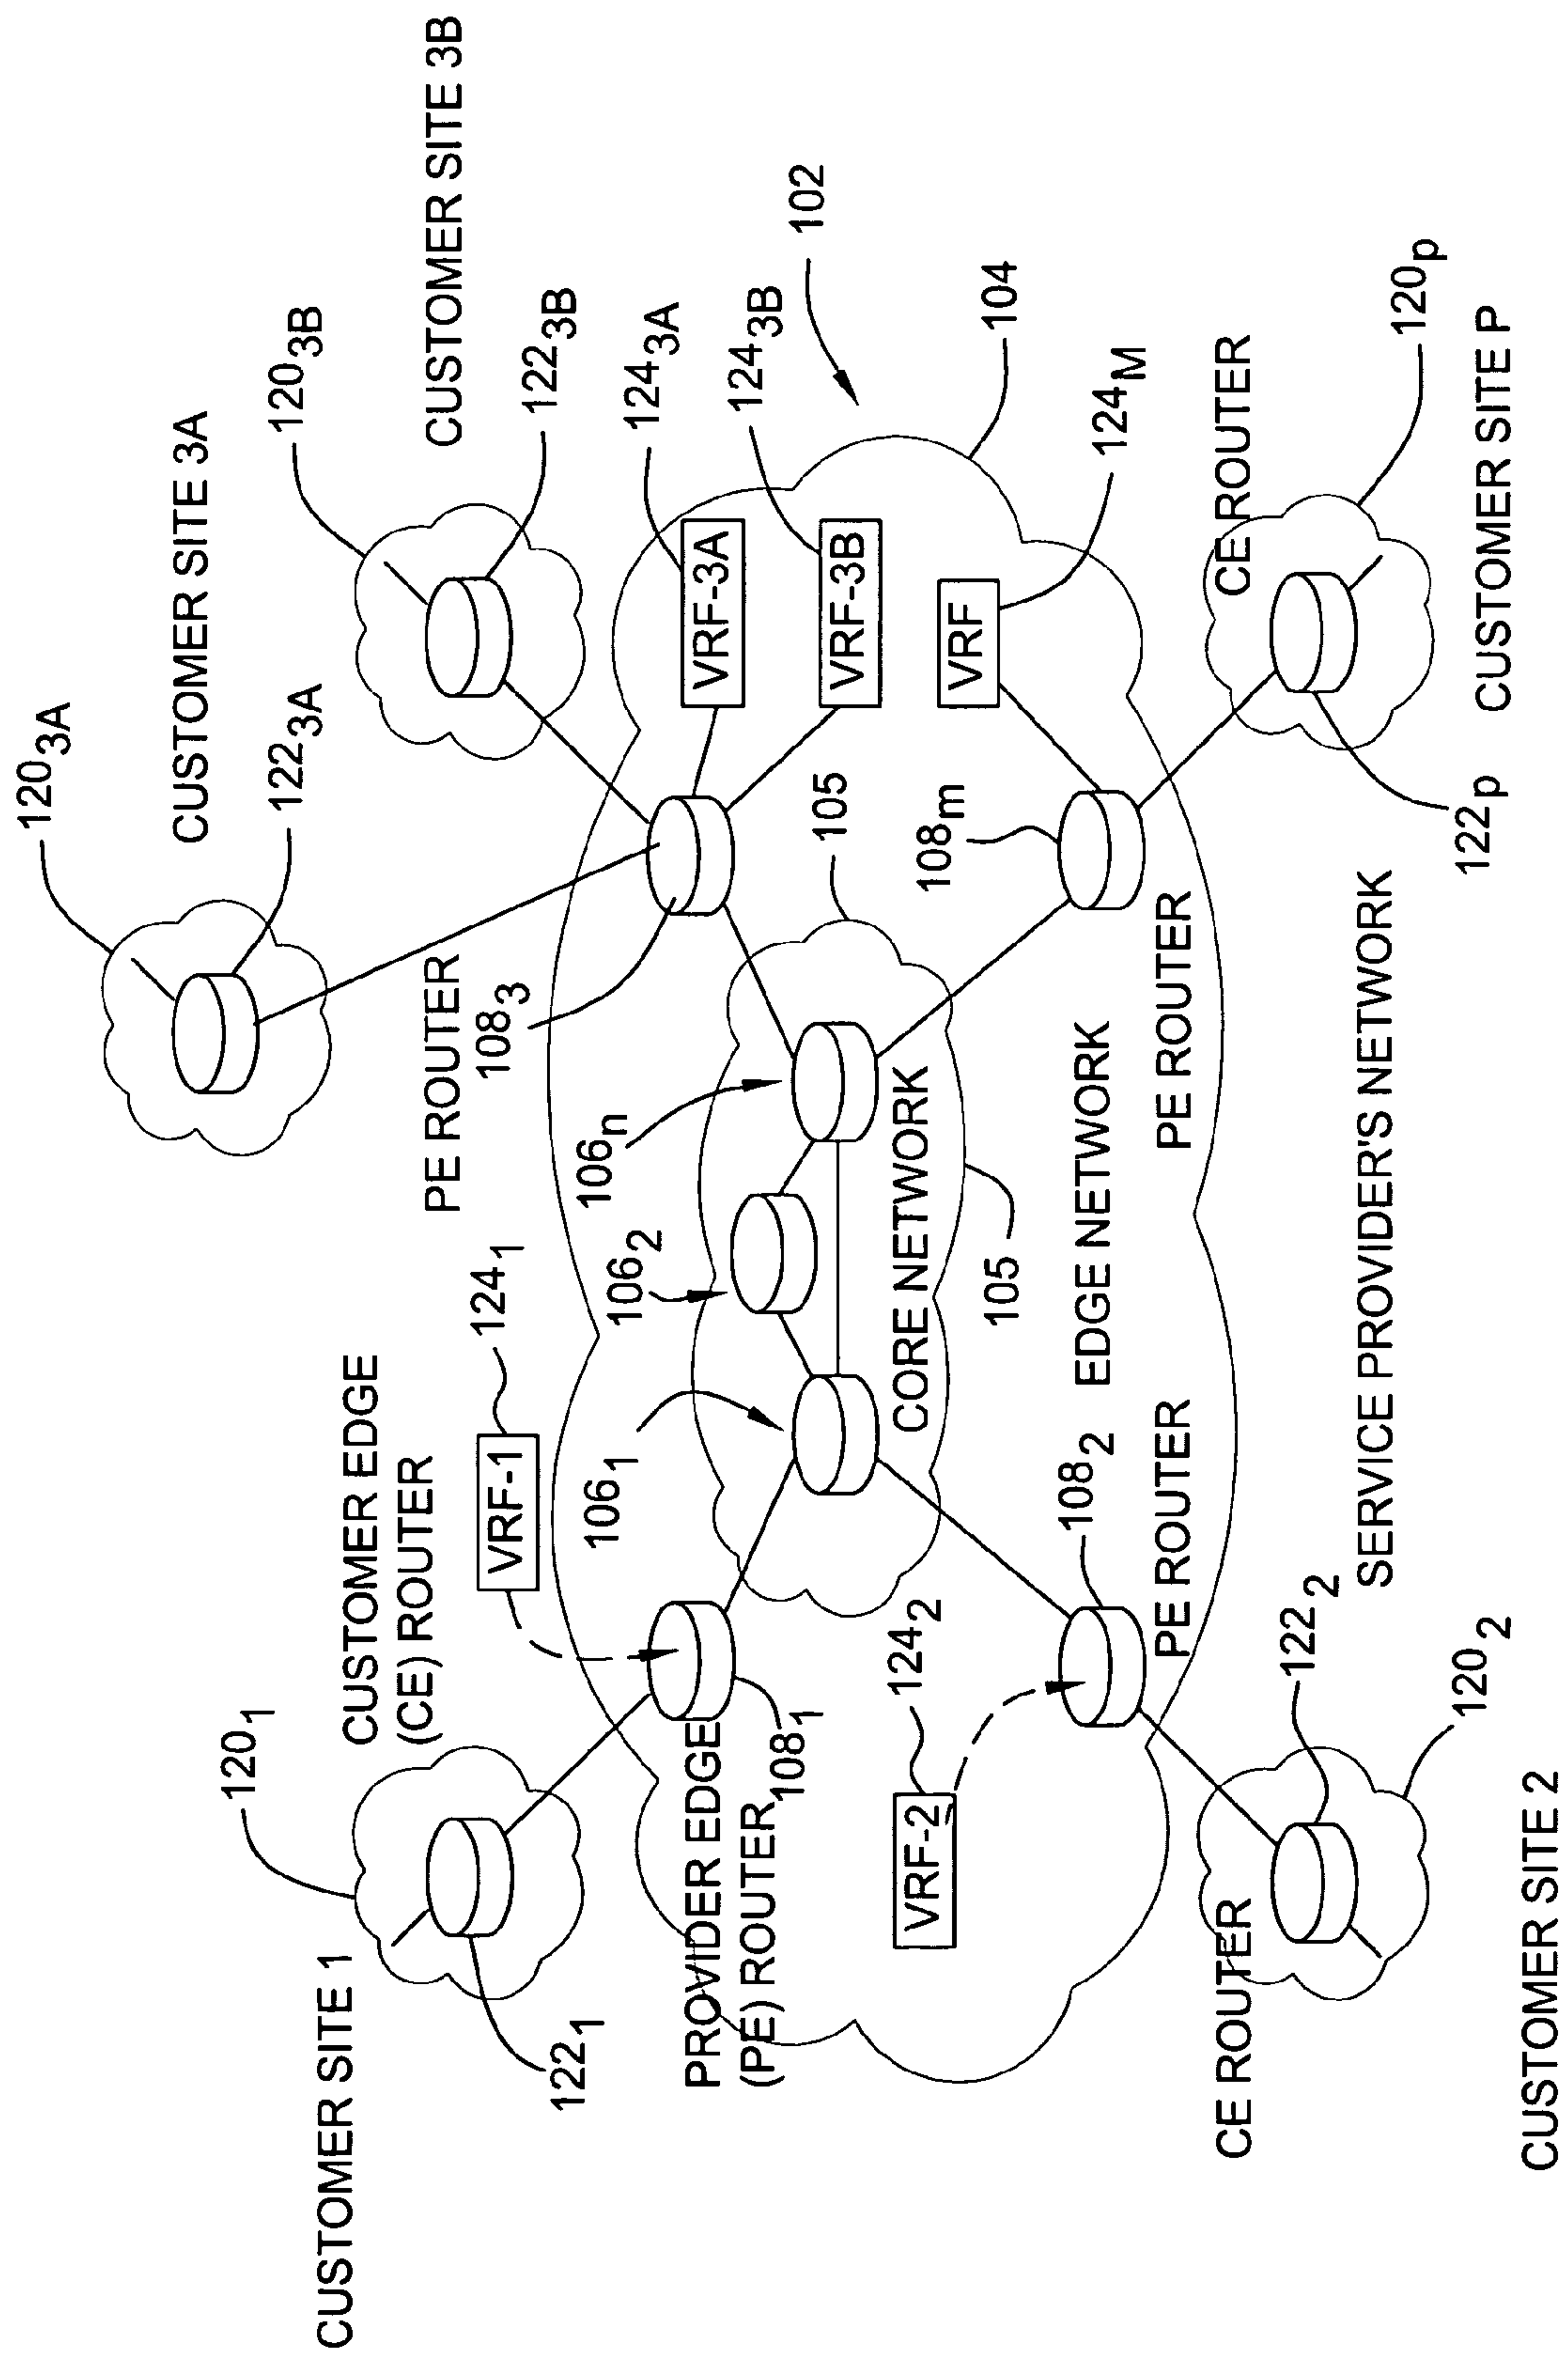 120₃A
CUSTOMER SITE 3A
122₃A
120₃B
CUSTOMER SITE 3B
122₃B
CUSTOMER SITE 1
120₁
122₁
CUSTOMER EDGE
(CE) ROUTER
VRF-1
124₁
PE ROUTER
108₃
124₃A
VRF-3A
124₃B
VRF-3B
102
PROVIDER EDGE
(PE) ROUTER
108₁
106₁
106₂
106n
105
VRF-2
124₂
CORE NETWORK
105
108m
VRF
124M
104
108₂
PE ROUTER
EDGE NETWORK
PE ROUTER
CE ROUTER
122₂
120₂
CUSTOMER SITE 2
SERVICE PROVIDER'S NETWORK
CE ROUTER
122p
120p
CUSTOMER SITE P